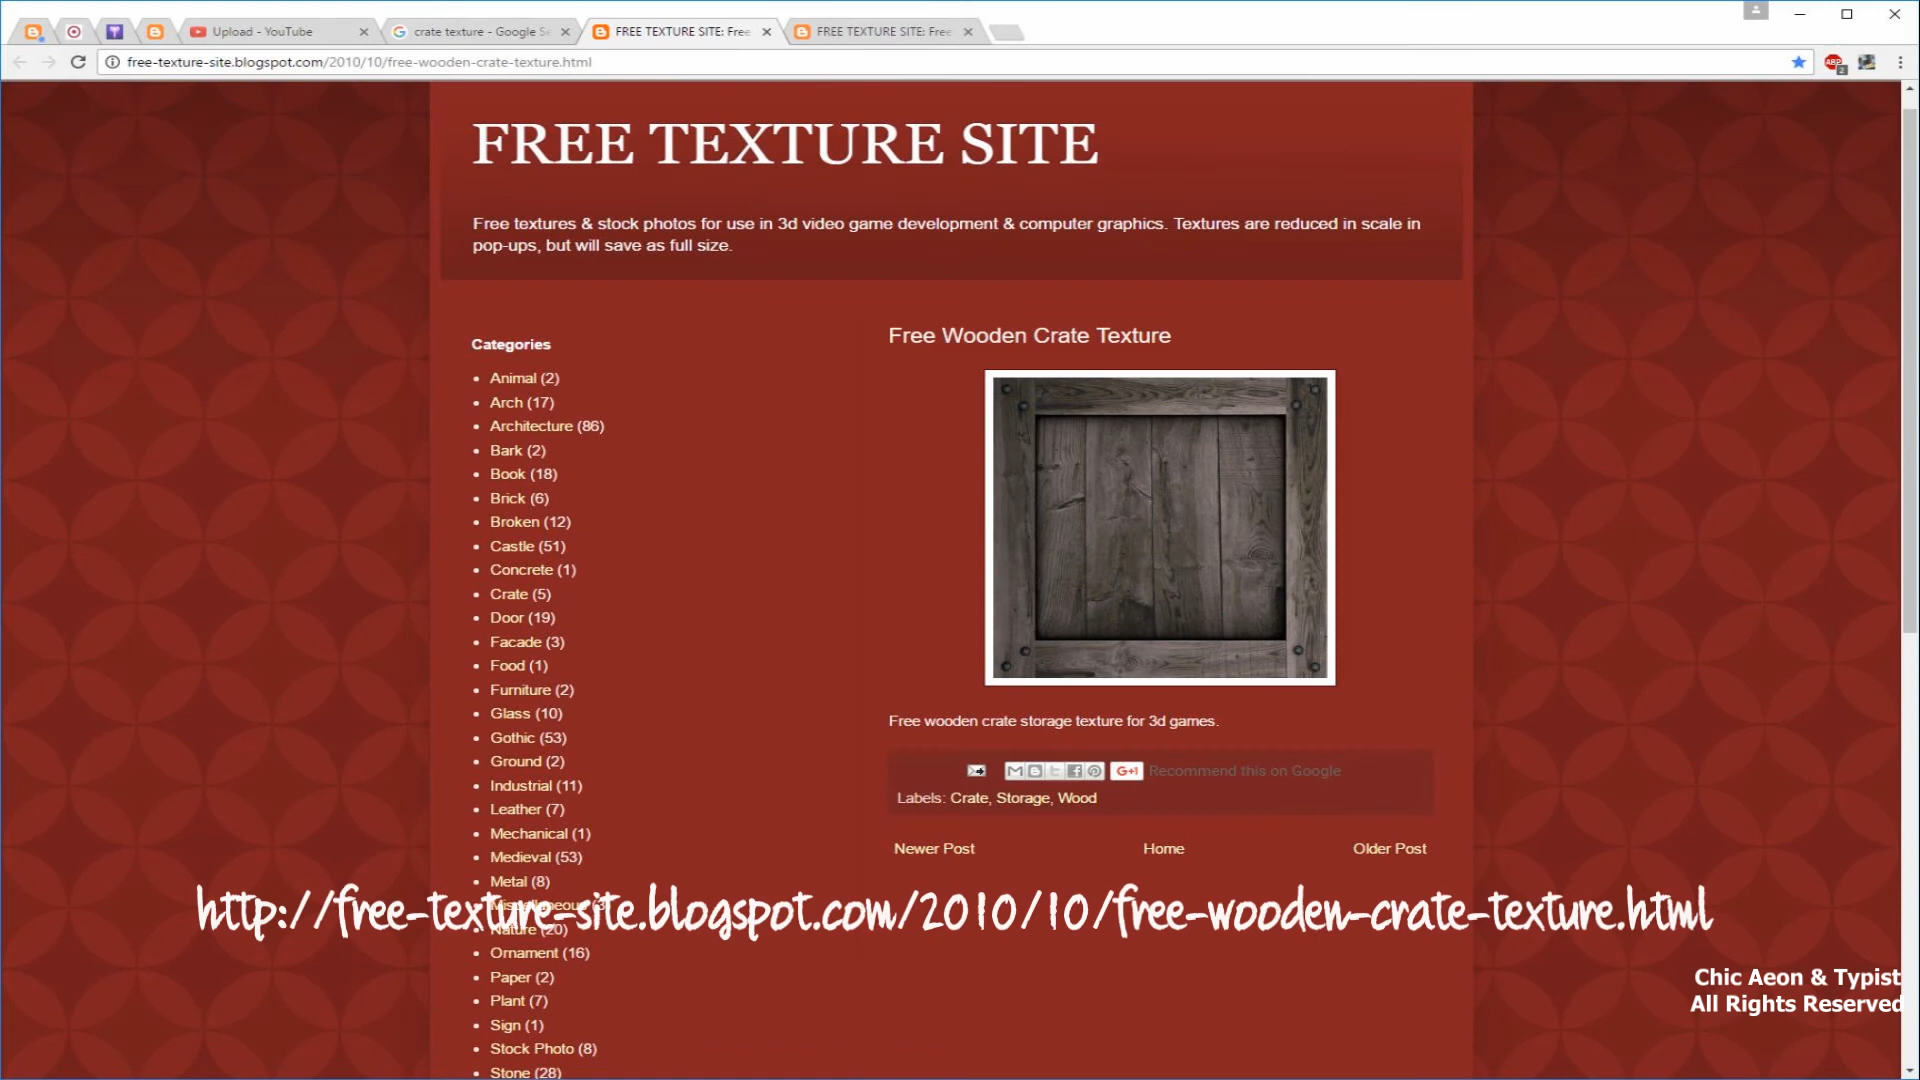 Upload - YouTube
crate texture - Google Se
FREE TEXTURE SITE: Free
FREE TEXTURE SITE: Free
free-texture-site.blogspot.com/2010/10/free-wooden-crate-texture.html
ABP
2
FREE TEXTURE SITE
Free textures & stock photos for use in 3d video game development & computer graphics. Textures are reduced in scale in
pop-ups, but will save as full size.
Categories
Animal (2)
Arch (17)
Architecture (86)
Bark (2)
Book (18)
Brick (6)
Broken (12)
Castle (51)
Concrete (1)
Crate (5)
Door (19)
Facade (3)
Food (1)
Furniture (2)
Glass (10)
Gothic (53)
Ground (2)
Industrial (11)
Leather (7)
Mechanical (1)
Medieval (53)
Metal (8)
Miscellaneous
Nature (20)
Ornament (16)
Paper (2)
Plant (7)
Sign (1)
Stock Photo (8)
Stone (28)
Free Wooden Crate Texture
Free wooden crate storage texture for 3d games.
G+1 Recommend this on Google
Labels: Crate, Storage, Wood
Newer Post Home Older Post
http://free-texture-site.blogspot.com/2010/10/free-wooden-crate-texture.html
Chic Aeon & Typist
All Rights Reserved